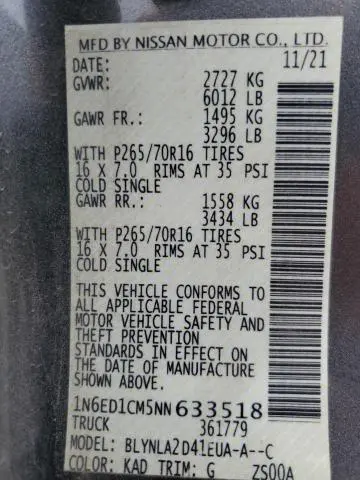 MFD BY NISSAN MOTOR CO., LTD.
DATE: 11/21
GVWR: 2727 KG
6012 LB
GAWR FR.: 1495 KG
3296 LB
WITH P265/70R16 TIRES
16 X 7.0 RIMS AT 35 PSI
COLD SINGLE
GAWR RR.: 1558 KG
3434 LB
WITH P265/70R16 TIRES
16 X 7.0 RIMS AT 35 PSI
COLD SINGLE
THIS VEHICLE CONFORMS TO
ALL APPLICABLE FEDERAL
MOTOR VEHICLE SAFETY AND
THEFT PREVENTION
STANDARDS IN EFFECT ON
THE DATE OF MANUFACTURE
SHOWN ABOVE.
1N6ED1CM5NN633518
TRUCK 361779
MODEL: BLYNLA2D41EUA-A--C
COLOR: KAD TRIM: G ZS00A